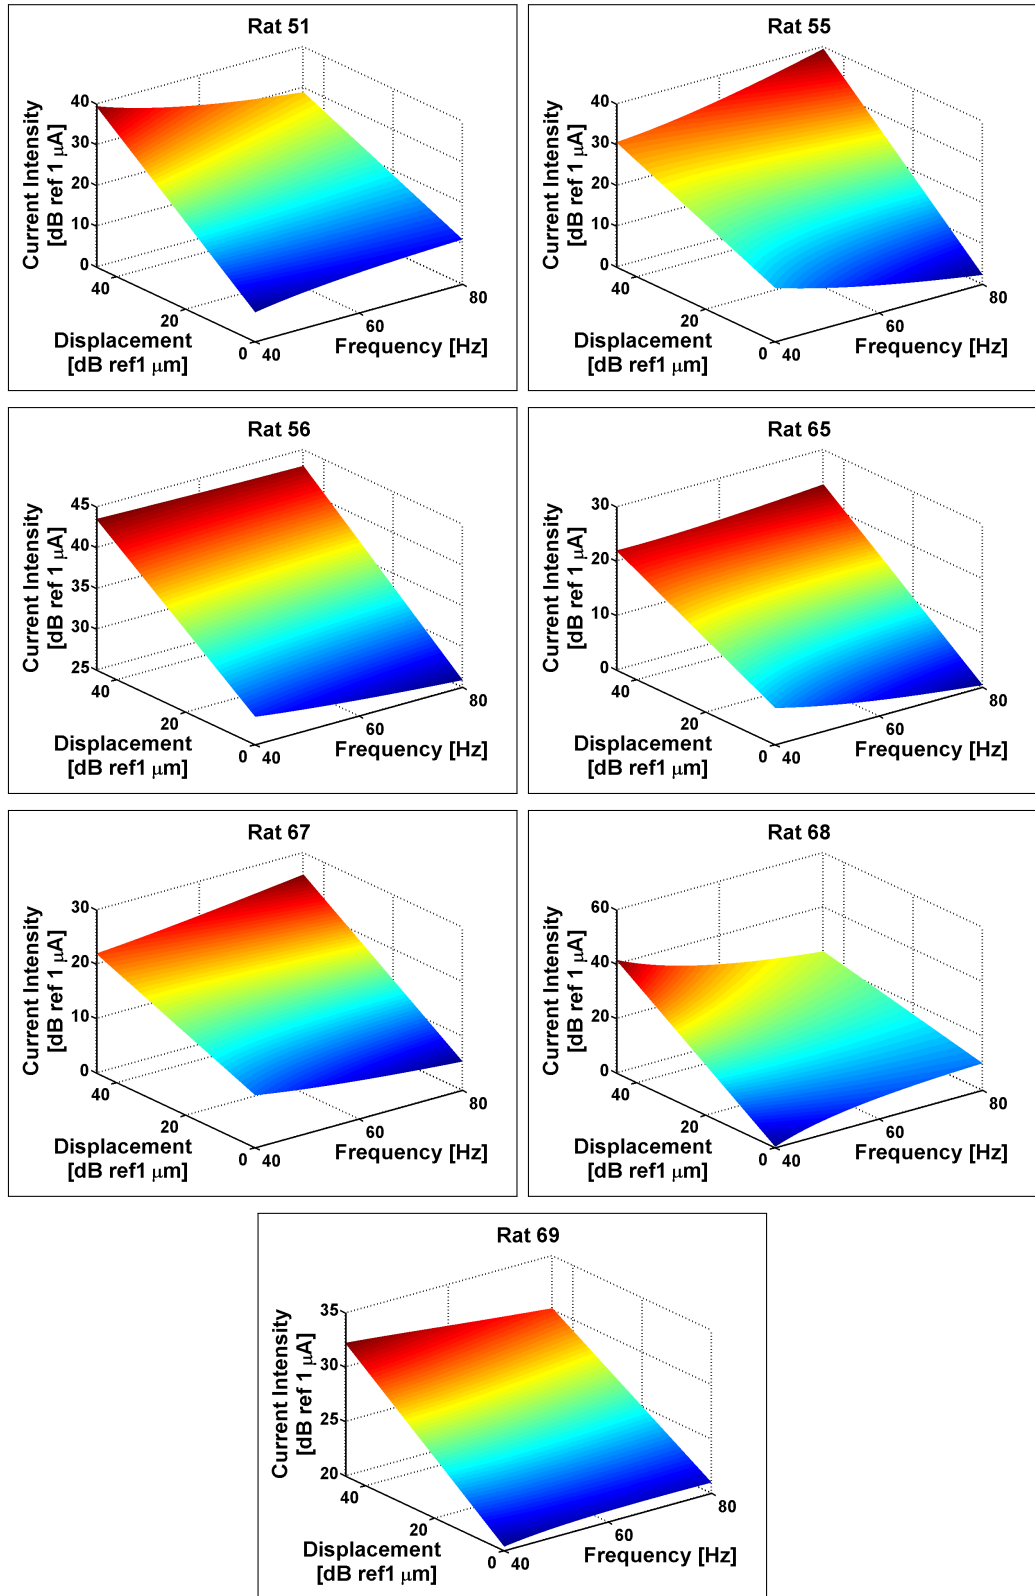 Rat 51
Current Intensity
[dB ref 1 μA]
40
30
20
10
0
40
20
0
Displacement
[dB ref1 μm]
40
60
80
Frequency [Hz]
Rat 55
Current Intensity
[dB ref 1 μA]
40
30
20
10
0
40
20
0
Displacement
[dB ref1 μm]
40
60
80
Frequency [Hz]
Rat 56
Current Intensity
[dB ref 1 μA]
45
40
35
30
25
40
20
0
Displacement
[dB ref1 μm]
40
60
80
Frequency [Hz]
Rat 65
Current Intensity
[dB ref 1 μA]
30
20
10
0
40
20
0
Displacement
[dB ref1 μm]
40
60
80
Frequency [Hz]
Rat 67
Current Intensity
[dB ref 1 μA]
30
20
10
0
40
20
0
Displacement
[dB ref1 μm]
40
60
80
Frequency [Hz]
Rat 68
Current Intensity
[dB ref 1 μA]
60
40
20
0
40
20
0
Displacement
[dB ref1 μm]
40
60
80
Frequency [Hz]
Rat 69
Current Intensity
[dB ref 1 μA]
35
30
25
20
40
20
0
Displacement
[dB ref1 μm]
40
60
80
Frequency [Hz]